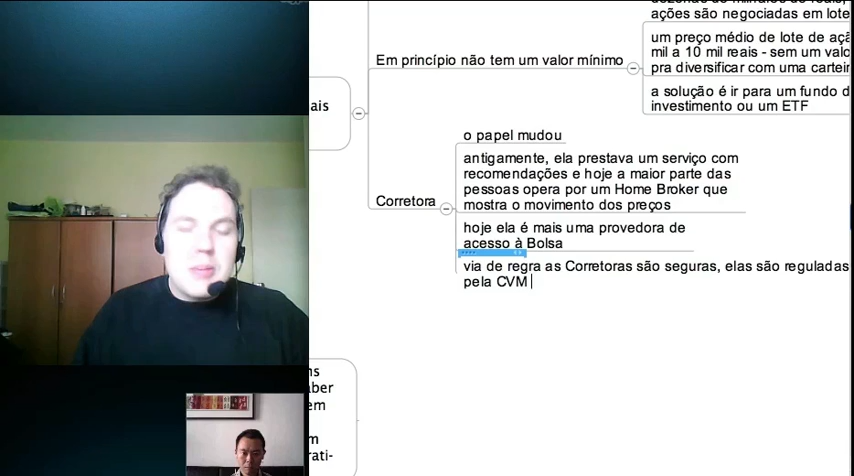 ações são negociadas em lote
um preço médio de lote de açã
mil a 10 mil reais - sem um valo
pra diversificar com uma carteir
Em princípio não tem um valor mínimo
a solução é ir para um fundo d
investimento ou um ETF
ais
o papel mudou
antigamente, ela prestava um serviço com
recomendações e hoje a maior parte das
pessoas opera por um Home Broker que
mostra o movimento dos preços
Corretora
hoje ela é mais uma provedora de
acesso à Bolsa
via de regra as Corretoras são seguras, elas são reguladas
pela CVM
ns
aber
em
m
rati-